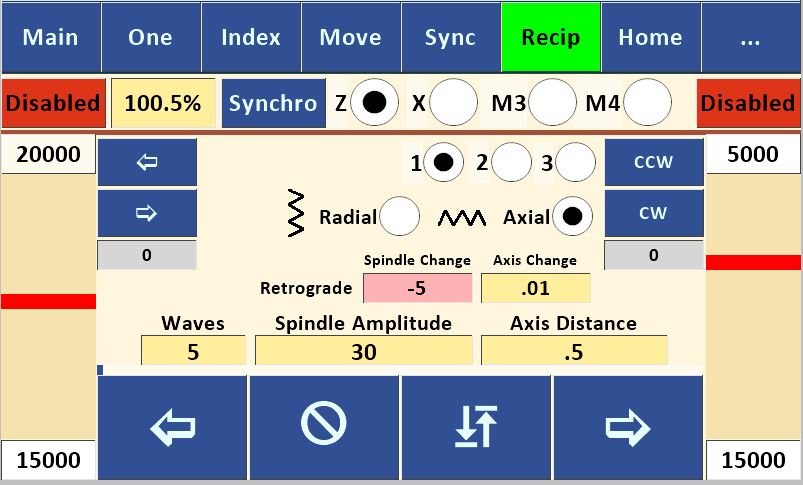 Main One Index Move Sync Recip Home ...
Disabled 100.5% Synchro Z X M3 M4 Disabled
20000 1 2 3 CCW 5000
Radial Axial CW
0 Spindle Change Axis Change 0
Retrograde -5 .01
Waves Spindle Amplitude Axis Distance
5 30 .5
15000 15000